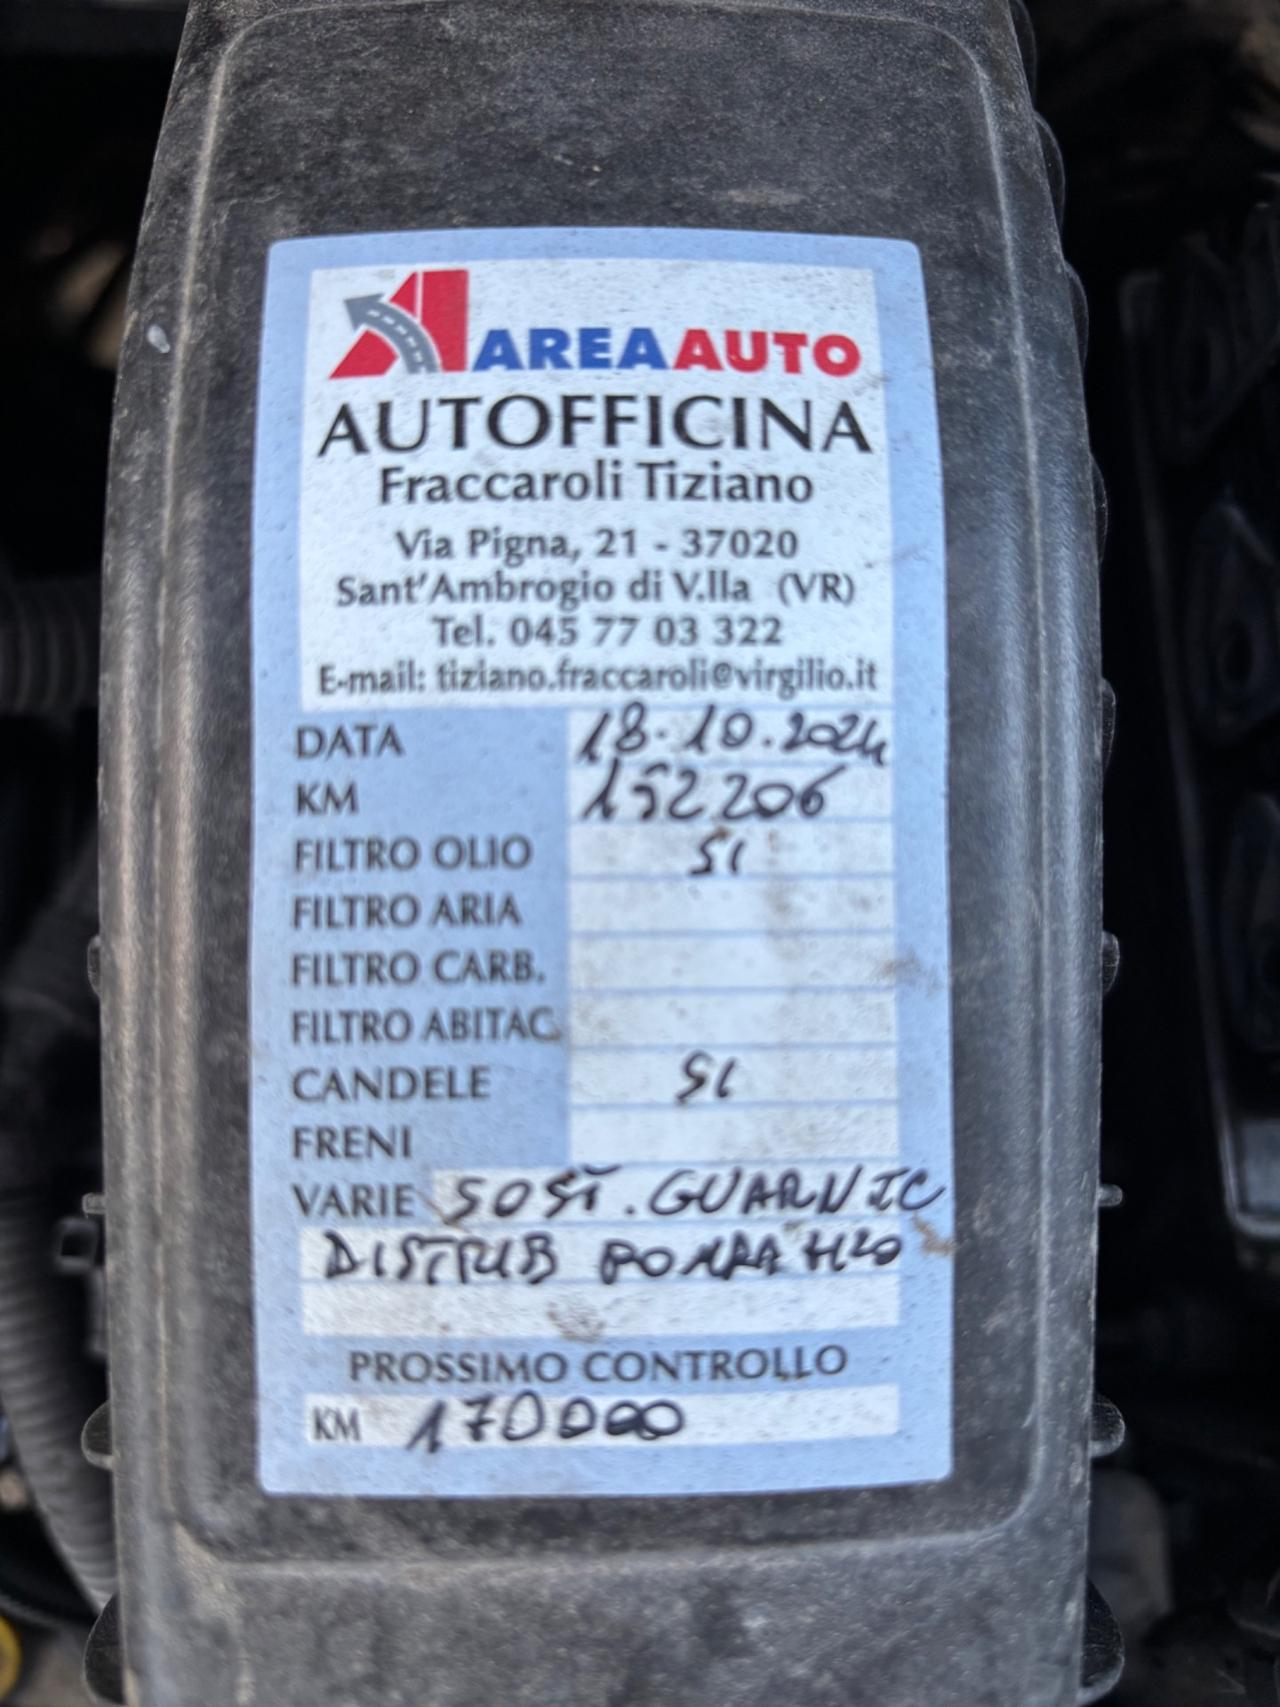 AREAAUTO
AUTOFFICINA
Fraccaroli Tiziano
Via Pigna, 21 - 37020
Sant'Ambrogio di V.lla (VR)
Tel. 045 77 03 322
E-mail: tiziano.fraccaroli@virgilio.it
DATA 18.10.2024
KM 152206
FILTRO OLIO SI
FILTRO ARIA
FILTRO CARB.
FILTRO ABITAC.
CANDELE SI
FRENI
VARIE SOST. GUARNIC
DISTRIB POMPA H2O
PROSSIMO CONTROLLO
KM 170000